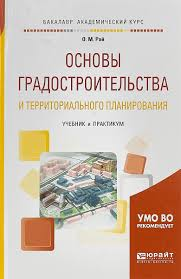 БАКАЛАВР. АКАДЕМИЧЕСКИЙ КУРС
О. М. Рой
ОСНОВЫ
ГРАДОСТРОИТЕЛЬСТВА
И ТЕРРИТОРИАЛЬНОГО ПЛАНИРОВАНИЯ
УЧЕБНИК и ПРАКТИКУМ
УМО ВО
РЕКОМЕНДУЕТ
юрайт